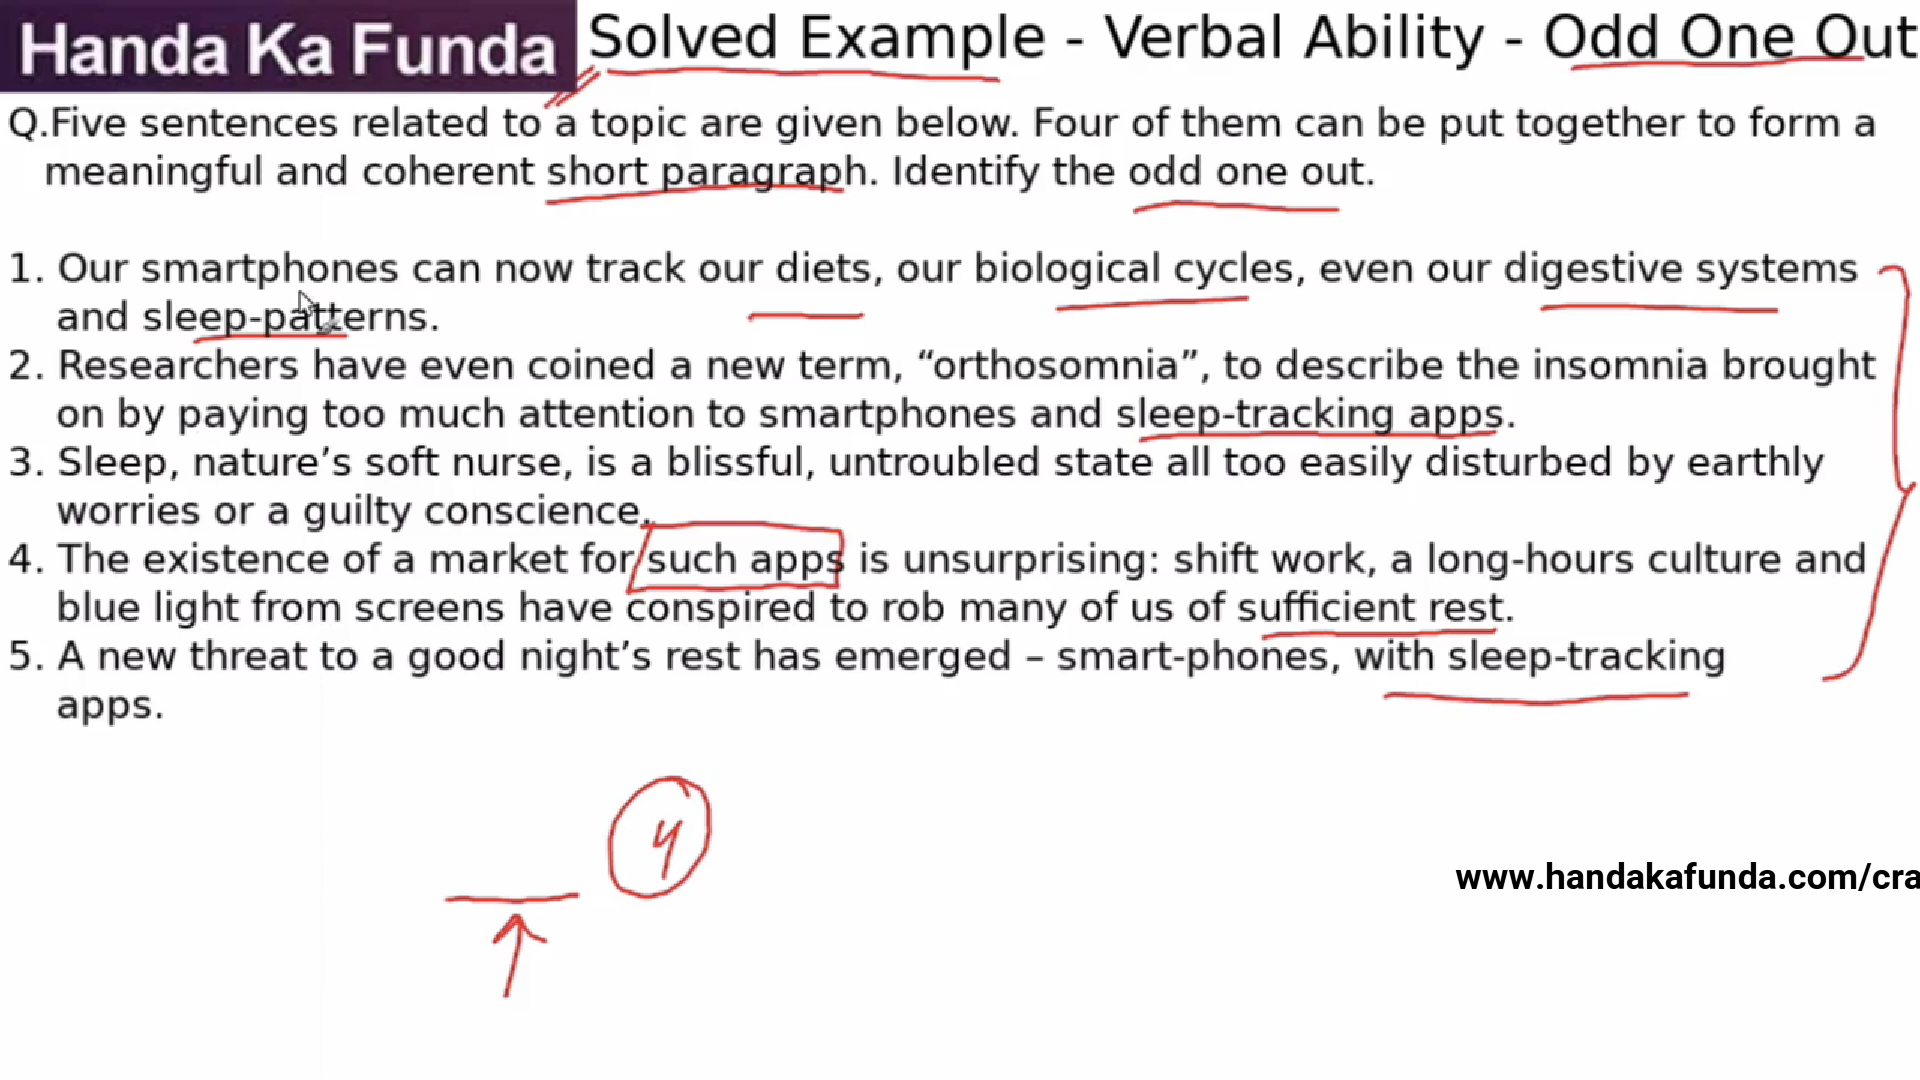 Handa Ka Funda Solved Example - Verbal Ability - Odd One Out
Q.Five sentences related to a topic are given below. Four of them can be put together to form a
meaningful and coherent short paragraph. Identify the odd one out.
1. Our smartphones can now track our diets, our biological cycles, even our digestive systems
and sleep-patterns.
2. Researchers have even coined a new term, “orthosomnia”, to describe the insomnia brought
on by paying too much attention to smartphones and sleep-tracking apps.
3. Sleep, nature’s soft nurse, is a blissful, untroubled state all too easily disturbed by earthly
worries or a guilty conscience.
4. The existence of a market for such apps is unsurprising: shift work, a long-hours culture and
blue light from screens have conspired to rob many of us of sufficient rest.
5. A new threat to a good night’s rest has emerged – smart-phones, with sleep-tracking
apps.
4
www.handakafunda.com/cra